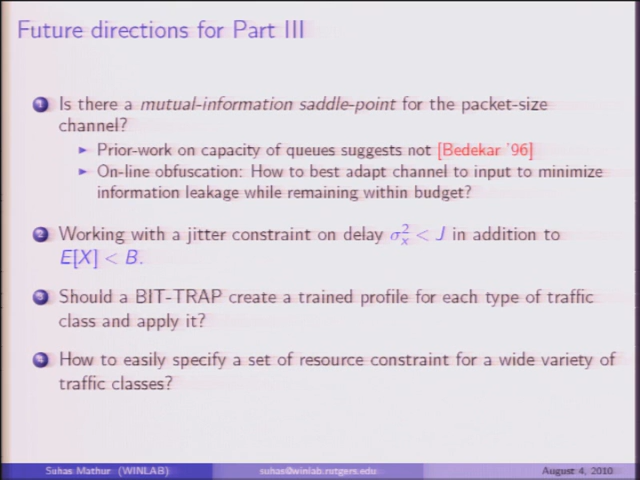 Future directions for Part III
1 Is there a mutual-information saddle-point for the packet-size
channel?
► Prior-work on capacity of queues suggests not [Bedekar '96]
► On-line obfuscation: How to best adapt channel to input to minimize
information leakage while remaining within budget?
2 Working with a jitter constraint on delay σ²ₓ < J in addition to
E[X] < B.
3 Should a BIT-TRAP create a trained profile for each type of traffic
class and apply it?
4 How to easily specify a set of resource constraint for a wide variety of
traffic classes?
Suhas Mathur (WINLAB) suhas@winlab.rutgers.edu August 4, 2010